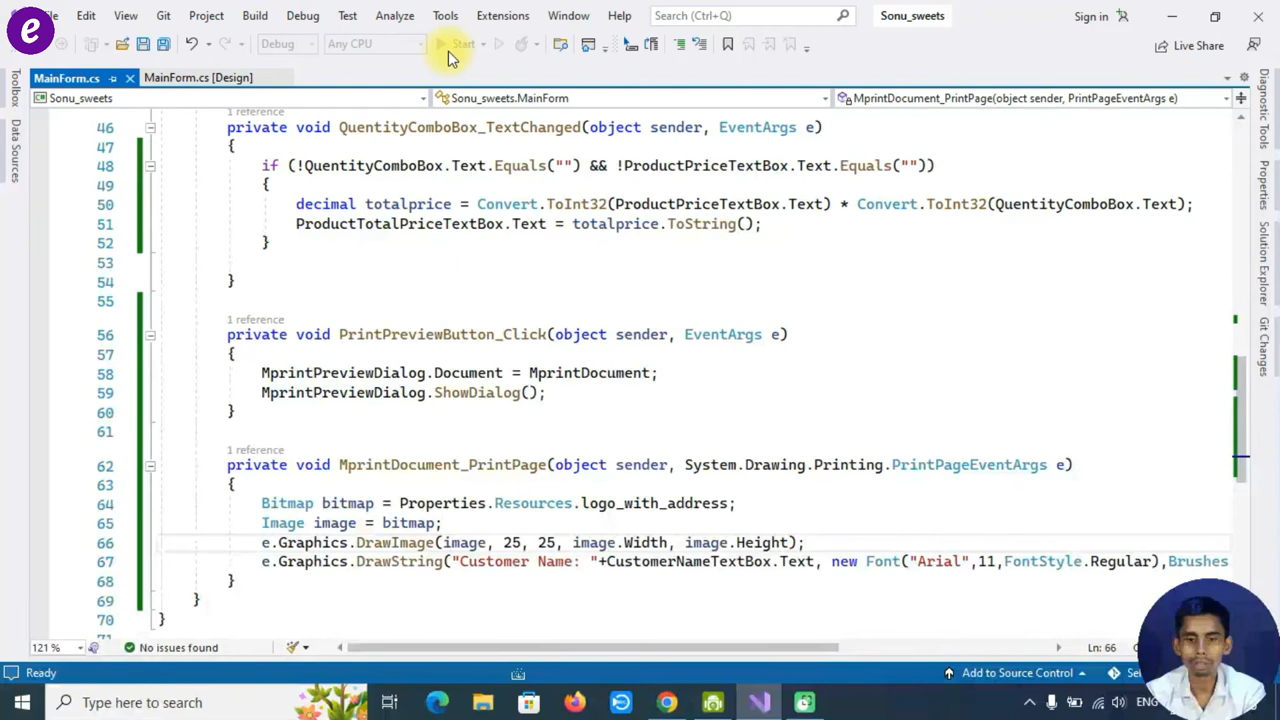 e
File Edit View Git Project Build Debug Test Analyze Tools Extensions Window Help Search (Ctrl+Q) Sonu_sweets Sign in
Debug Any CPU Start Live Share
MainForm.cs MainForm.cs [Design]
Sonu_sweets Sonu_sweets.MainForm MprintDocument_PrintPage(object sender, PrintPageEventArgs e)
Toolbox
Data Sources
Diagnostic Tools
Properties
Solution Explorer
Git Changes
1 reference
46 private void QuentityComboBox_TextChanged(object sender, EventArgs e)
47 {
48 if (!QuentityComboBox.Text.Equals("") && !ProductPriceTextBox.Text.Equals(""))
49 {
50 decimal totalprice = Convert.ToInt32(ProductPriceTextBox.Text) * Convert.ToInt32(QuentityComboBox.Text);
51 ProductTotalPriceTextBox.Text = totalprice.ToString();
52 }
53
54 }
55
1 reference
56 private void PrintPreviewButton_Click(object sender, EventArgs e)
57 {
58 MprintPreviewDialog.Document = MprintDocument;
59 MprintPreviewDialog.ShowDialog();
60 }
61
1 reference
62 private void MprintDocument_PrintPage(object sender, System.Drawing.Printing.PrintPageEventArgs e)
63 {
64 Bitmap bitmap = Properties.Resources.logo_with_address;
65 Image image = bitmap;
66 e.Graphics.DrawImage(image, 25, 25, image.Width, image.Height);
67 e.Graphics.DrawString("Customer Name: "+CustomerNameTextBox.Text, new Font("Arial",11,FontStyle.Regular),Brushes
68 }
69 }
70 }
71
121 % No issues found Ln: 66
Ready Add to Source Control
Type here to search ENG